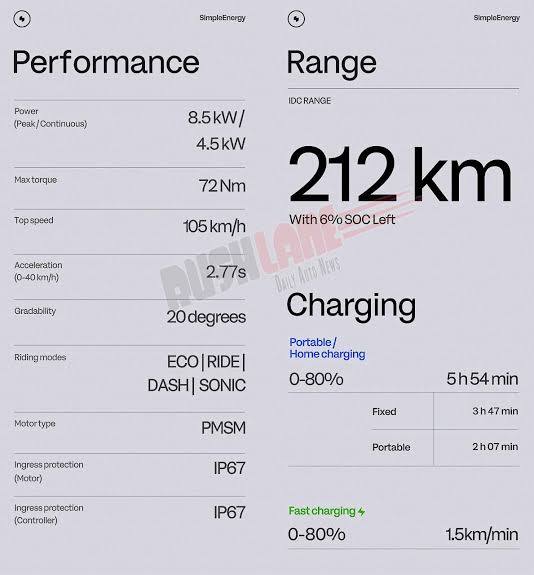 SimpleEnergy
Performance
Power
(Peak / Continuous)
8.5 kW /
4.5 kW
Max torque
72 Nm
Top speed
105 km/h
Acceleration
(0-40 km/h)
2.77s
Gradability
20 degrees
Riding modes
ECO | RIDE |
DASH | SONIC
Motor type
PMSM
Ingress protection
(Motor)
IP67
Ingress protection
(Controller)
IP67
SimpleEnergy
Range
IDC RANGE
212 km
With 6% SOC Left
Charging
Portable /
Home charging
0-80%
5 h 54 min
Fixed
3 h 47 min
Portable
2 h 07 min
Fast charging
0-80%
1.5km/min
RUSHLANE
DAILY AUTO NEWS